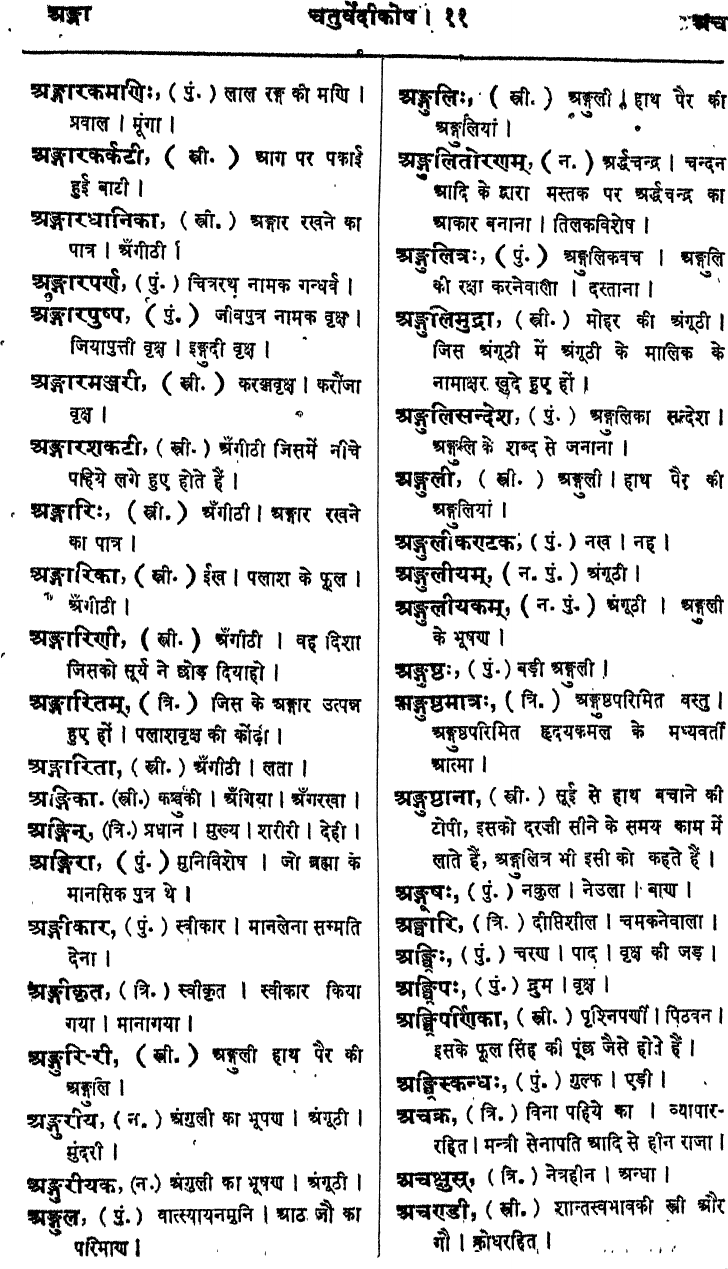 अङ्गा
चतुर्वेदीकोष । ११
अच
अङ्गारकमणिः, ( पुं. ) लाल रङ्ग की मणि ।
प्रवाल । मूंगा ।
अङ्गारकर्कटी, ( स्त्री. ) आग पर पकाई
हुई बाटी ।
अङ्गारधानिका, ( स्त्री. ) अङ्गार रखने का
पात्र । अँगीठी ।
अङ्गारपर्ण, ( पुं. ) चित्ररथ नामक गन्धर्व ।
अङ्गारपुष्प, ( पुं. ) जीवपुत्र नामक वृक्ष ।
जियापुत्ती वृक्ष । इङ्गुदी वृक्ष ।
अङ्गारमञ्जरी, ( स्त्री. ) करञ्जवृक्ष । करौंजा
वृक्ष ।
अङ्गारशकटी, ( स्त्री. ) अँगीठी जिसमें नीचे
पहिये लगे हुए होते हैं ।
अङ्गारिः, ( स्त्री. ) अँगीठी । अङ्गार रखने
का पात्र ।
अङ्गारिका, ( स्त्री. ) ईख । पलाश के फूल ।
अँगीठी ।
अङ्गारिणी, ( स्त्री. ) अँगीठी । वह दिशा
जिसको सूर्य ने छोड़ दियाहो ।
अङ्गारितम्, ( त्रि. ) जिस के अङ्गार उत्पन्न
हुए हों । पलाशवृक्ष की कोंढ़ी ।
अङ्गारिता, ( स्त्री. ) अँगीठी । लता ।
अङ्गिका. (स्त्री.) कञ्चुकी । अँगिया । अँगरखा ।
अङ्गिन्, (त्रि.) प्रधान । मुख्य । शरीरी । देही ।
अङ्गिरा, ( पुं. ) मुनिविशेष । जो ब्रह्मा के
मानसिक पुत्र थे ।
अङ्गीकार, ( पुं. ) स्वीकार । मानलेना सम्मति
देना ।
अङ्गीकृत, ( त्रि. ) स्वीकृत । स्वीकार किया
गया । मानागया ।
अङ्गुरि-री, ( स्त्री. ) अङ्गुली हाथ पैर की
अङ्गुलि ।
अङ्गुरीय, ( न. ) अंगुली का भूषण । अंगूठी ।
मुंदरी ।
अङ्गुरीयक, (न.) अंगुली का भूषण । अंगूठी ।
अङ्गुल, ( पुं. ) वात्स्यायनमुनि । आठ जौ का
परिमाण ।
अङ्गुलिः, ( स्त्री. ) अङ्गुली । हाथ पैर की
अङ्गुलियां ।
अङ्गुलितोरणम्, ( न. ) अर्द्धचन्द्र । चन्दन
आदि के द्वारा मस्तक पर अर्द्धचन्द्र का
आकार बनाना । तिलकविशेष ।
अङ्गुलित्रः, ( पुं. ) अङ्गुलिकवच । अङ्गुलि
की रक्षा करनेवाला । दस्ताना ।
अङ्गुलिमुद्रा, ( स्त्री. ) मोहर की अंगूठी ।
जिस अंगूठी में अंगूठी के मालिक के
नामाक्षर खुदे हुए हों ।
अङ्गुलिसन्देश, ( पुं. ) अङ्गुलिका सन्देश ।
अङ्गुलि के शब्द से जनाना ।
अङ्गुली, ( स्त्री. ) अङ्गुली । हाथ पैर की
अङ्गुलियां ।
अङ्गुलीकण्टक, ( पुं. ) नख । नह ।
अङ्गुलीयम्, ( न. पुं. ) अंगूठी ।
अङ्गुलीयकम्, ( न. पुं. ) अंगूठी । अङ्गुली
के भूषण ।
अङ्गुष्ठः, ( पुं. ) बड़ी अङ्गुली ।
अङ्गुष्ठमात्रः, ( त्रि. ) अङ्गुष्ठपरिमित वस्तु ।
अङ्गुष्ठपरिमित हृदयकमल के मध्यवर्ती
आत्मा ।
अङ्गुष्ठाना, ( स्त्री. ) सूई से हाथ बचाने की
टोपी, इसको दरजी सीने के समय काम में
लाते हैं, अङ्गुलित्र भी इसी को कहते हैं ।
अङ्गूषः, ( पुं. ) नकुल । नेउला । बाण ।
अङ्घारि, ( त्रि. ) दीप्तिशील । चमकनेवाला ।
अङ्घ्रिः, ( पुं. ) चरण । पाद । वृक्ष की जड़ ।
अङ्घ्रिपः, ( पुं. ) द्रुम । वृक्ष ।
अङ्घ्रिपर्णिका, ( स्त्री. ) पृश्निपर्णी । पिठवन ।
इसके फूल सिंह की पूंछ जैसे होते हैं ।
अङ्घ्रिस्कन्धः, ( पुं. ) गुल्फ । एड़ी ।
अचक्र, ( त्रि. ) विना पहिये का । व्यापार-
रहित । मन्त्री सेनापति आदि से हीन राजा ।
अचक्षुस्, ( त्रि. ) नेत्रहीन । अन्धा ।
अचण्डी, ( स्त्री. ) शान्तस्वभावकी स्त्री और
गौ । क्रोधरहित ।